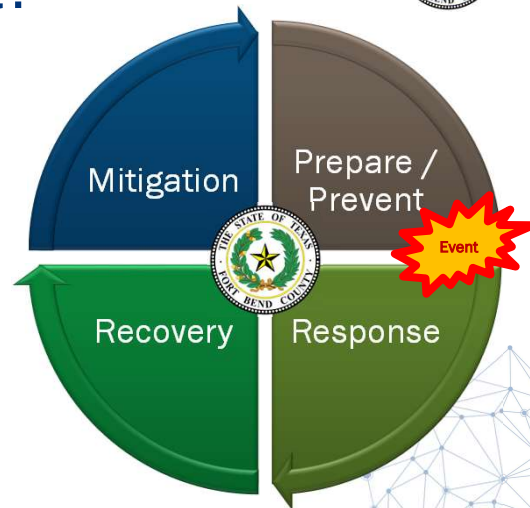 Mitigation
Prepare /
Prevent
Event
THE STATE OF TEXAS
FORT BEND COUNTY
Recovery
Response